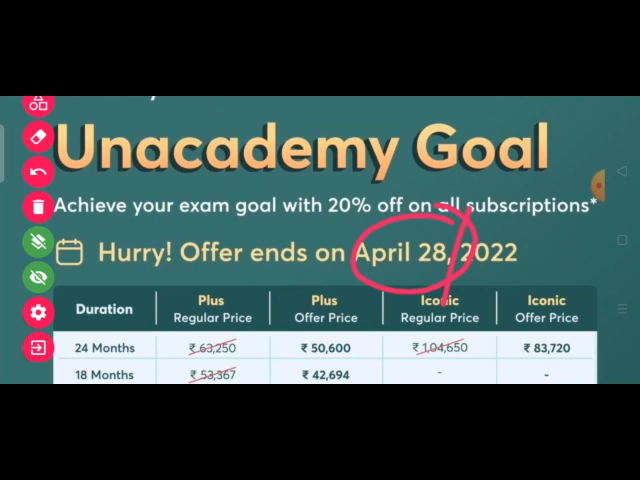 Unacademy Goal
Achieve your exam goal with 20% off on all subscriptions*
Hurry! Offer ends on April 28, 2022
Duration Plus Regular Price Plus Offer Price Iconic Regular Price Iconic Offer Price
24 Months ₹ 63,250 ₹ 50,600 ₹ 1,04,650 ₹ 83,720
18 Months ₹ 53,367 ₹ 42,694 - -